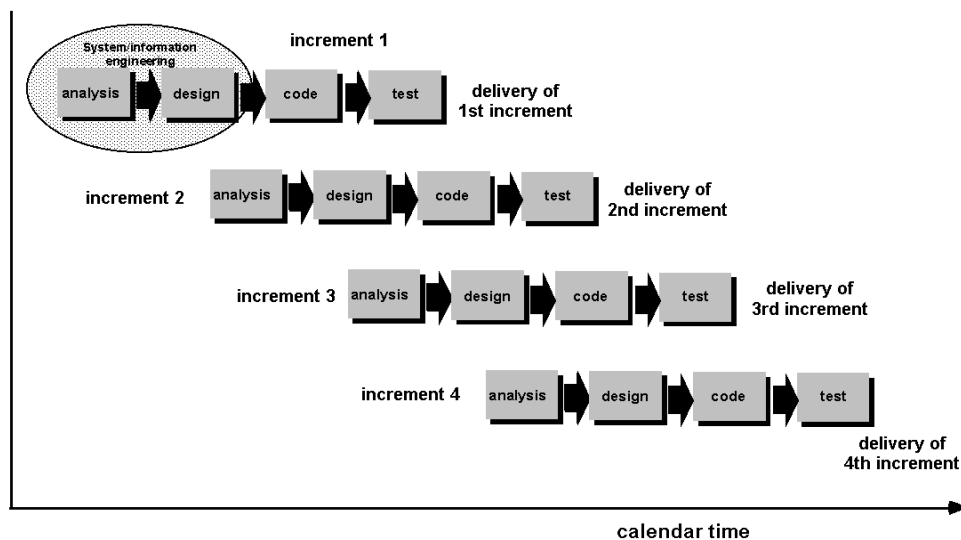 System/information
engineering
increment 1
analysis
design
code
test
delivery of
1st increment
increment 2
analysis
design
code
test
delivery of
2nd increment
increment 3
analysis
design
code
test
delivery of
3rd increment
increment 4
analysis
design
code
test
delivery of
4th increment
calendar time